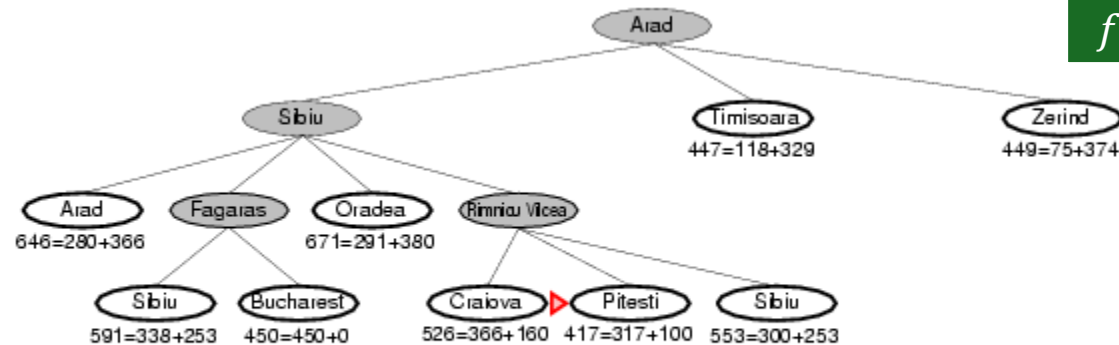 f
Arad
Sibiu
Timisoara
Zerind
447=118+329
449=75+374
Arad
Fagaras
Oradea
Rimnicu Vilcea
646=280+366
671=291+380
Sibiu
Bucharest
Craiova
Pitesti
Sibiu
591=338+253
450=450+0
526=366+160
417=317+100
553=300+253